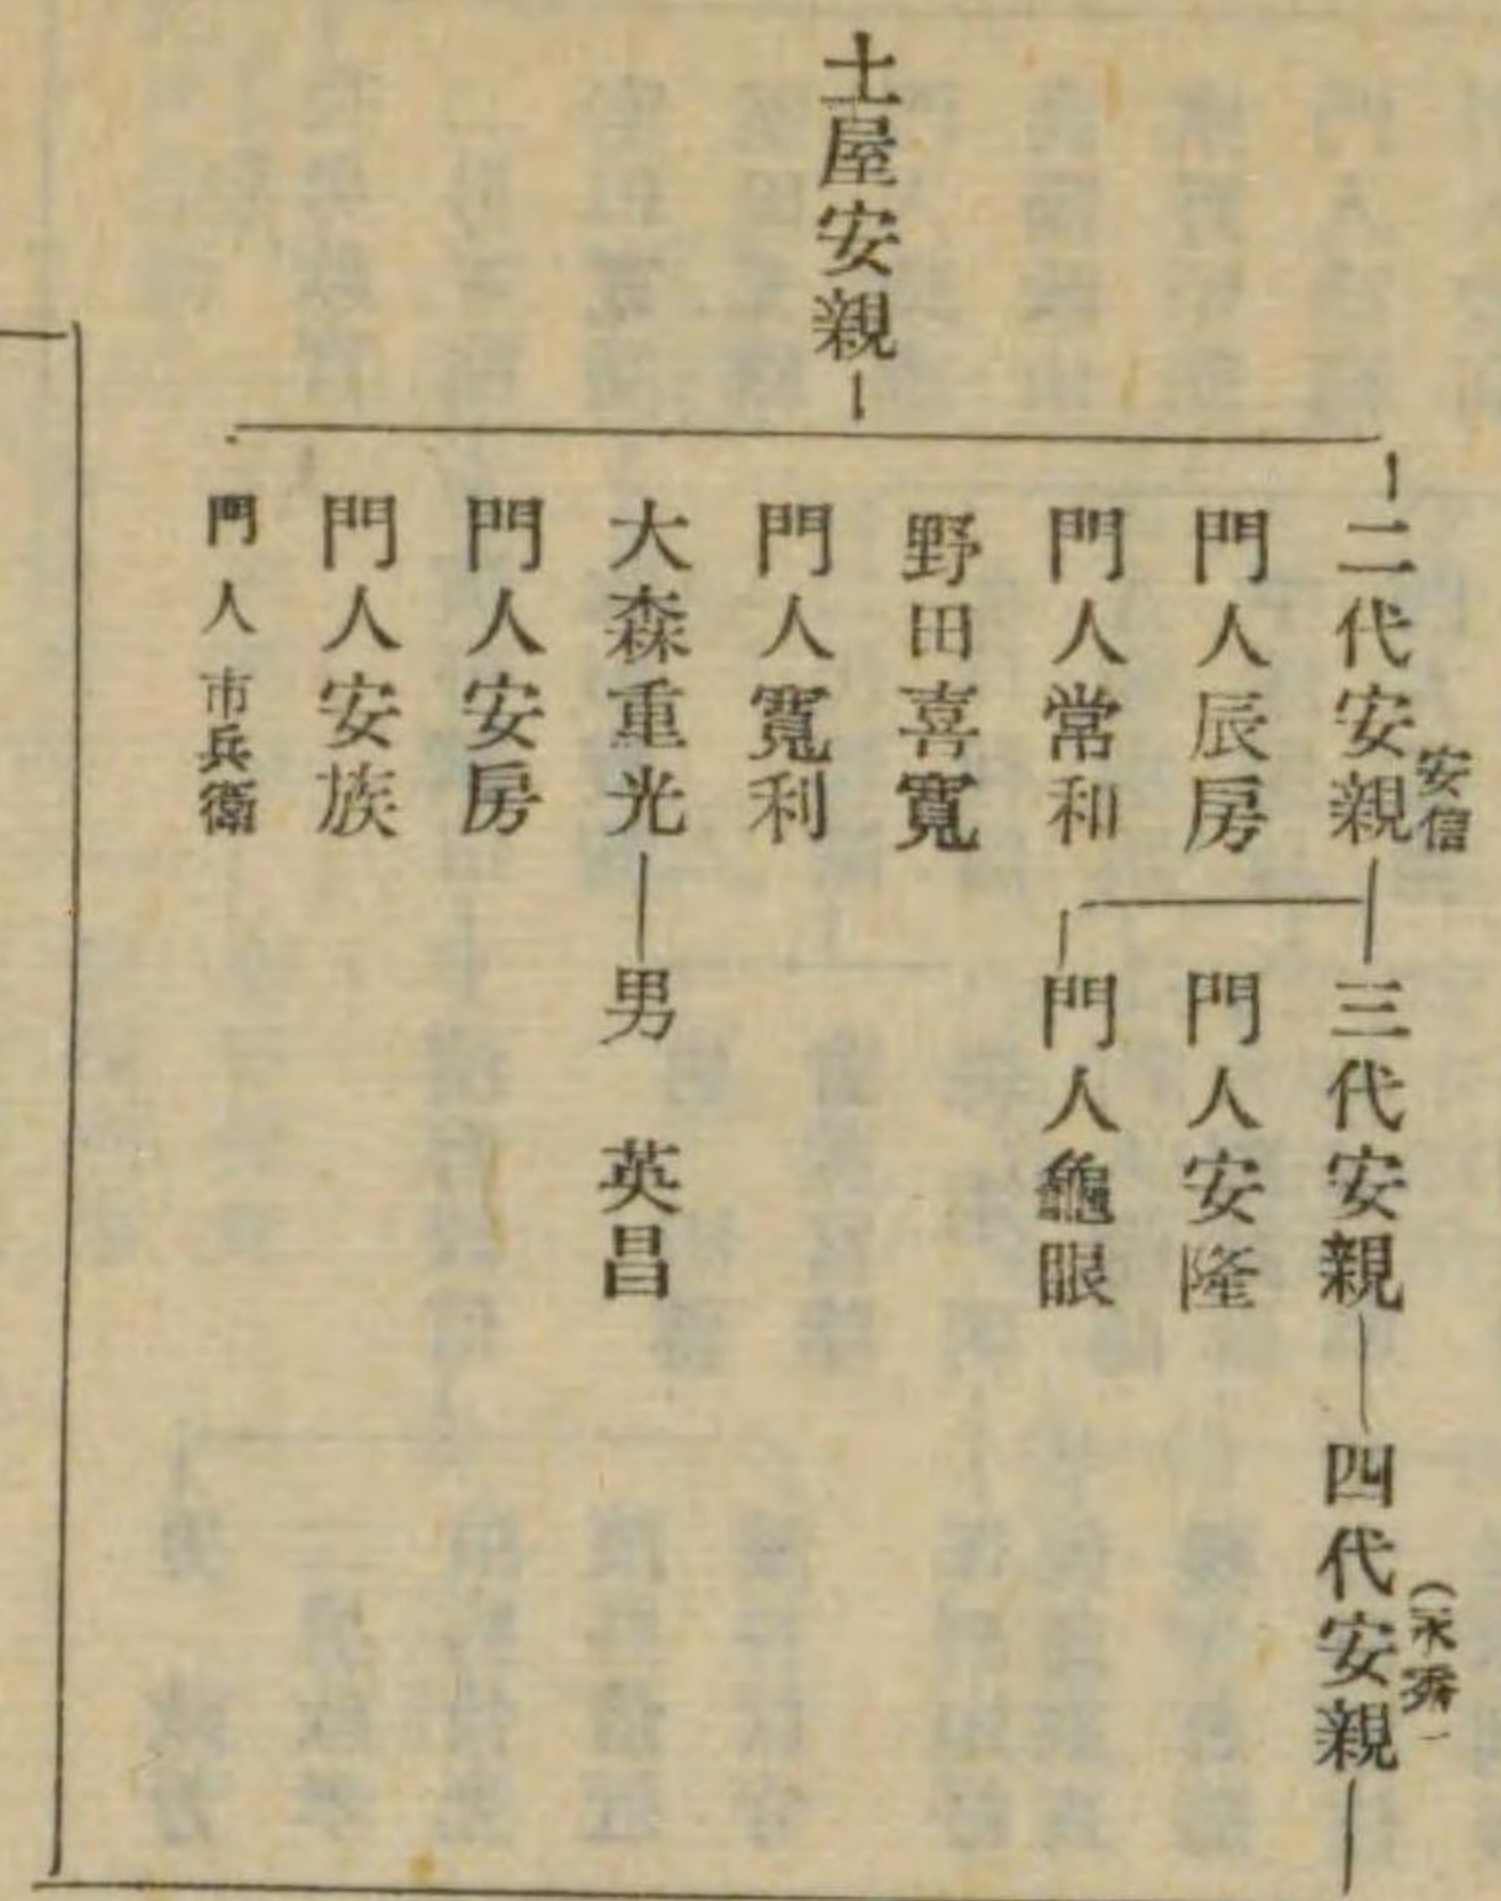 土屋安親
二代安親
安信
門人辰房
門人常和
野田喜寛
門人寛利
大森重光
門人安房
門人安族
門人市兵衛
三代安親
門人安隆
門人龜眼
男 英昌
四代安親